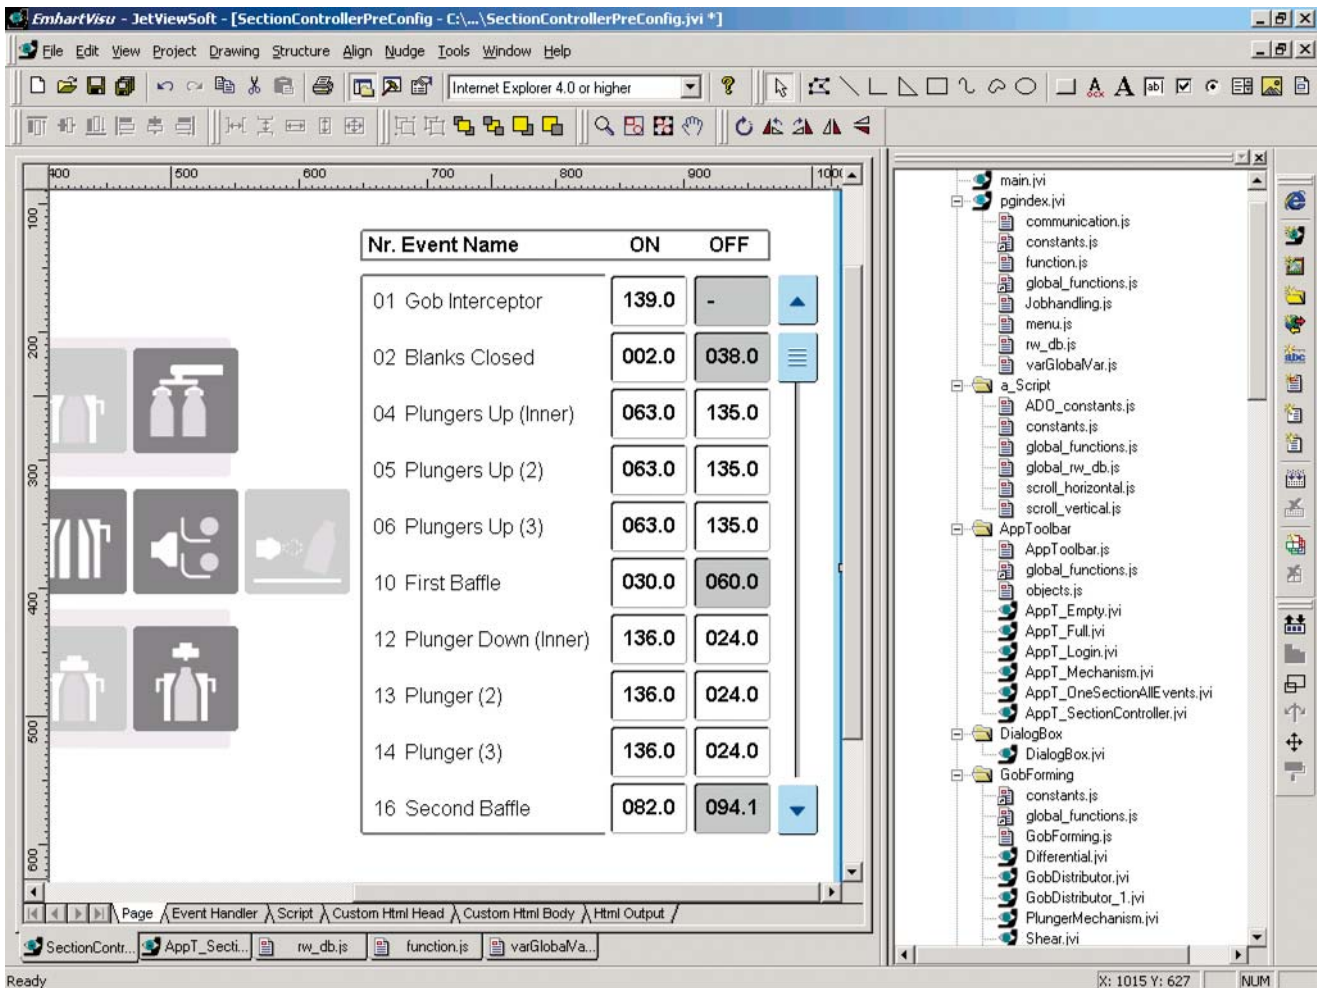 EmhartVisu - JetViewSoft - [SectionControllerPreConfig - C:\...\SectionControllerPreConfig.jvi *]
File Edit View Project Drawing Structure Align Nudge Tools Window Help
Internet Explorer 4.0 or higher
400 500 600 700 800 900
100
200
300
400
500
600
Nr. Event Name ON OFF
01 Gob Interceptor 139.0 -
02 Blanks Closed 002.0 038.0
04 Plungers Up (Inner) 063.0 135.0
05 Plungers Up (2) 063.0 135.0
06 Plungers Up (3) 063.0 135.0
10 First Baffle 030.0 060.0
12 Plunger Down (Inner) 136.0 024.0
13 Plunger (2) 136.0 024.0
14 Plunger (3) 136.0 024.0
16 Second Baffle 082.0 094.1
Page Event Handler Script Custom Html Head Custom Html Body Html Output
SectionContr... AppT_Secti... rw_db.js function.js varGlobalVa...
main.jvi
pgindex.jvi
communication.js
constants.js
function.js
global_functions.js
Jobhandling.js
menu.js
rw_db.js
varGlobalVar.js
a_Script
ADO_constants.js
constants.js
global_functions.js
global_rw_db.js
scroll_horizontal.js
scroll_vertical.js
AppToolbar
AppToolbar.js
global_functions.js
objects.js
AppT_Empty.jvi
AppT_Full.jvi
AppT_Login.jvi
AppT_Mechanism.jvi
AppT_OneSectionAllEvents.jvi
AppT_SectionController.jvi
DialogBox
DialogBox.jvi
GobForming
constants.js
global_functions.js
GobForming.js
Differential.jvi
GobDistributor.jvi
GobDistributor_1.jvi
PlungerMechanism.jvi
Shear.jvi
Ready
X: 1015 Y: 627 NUM